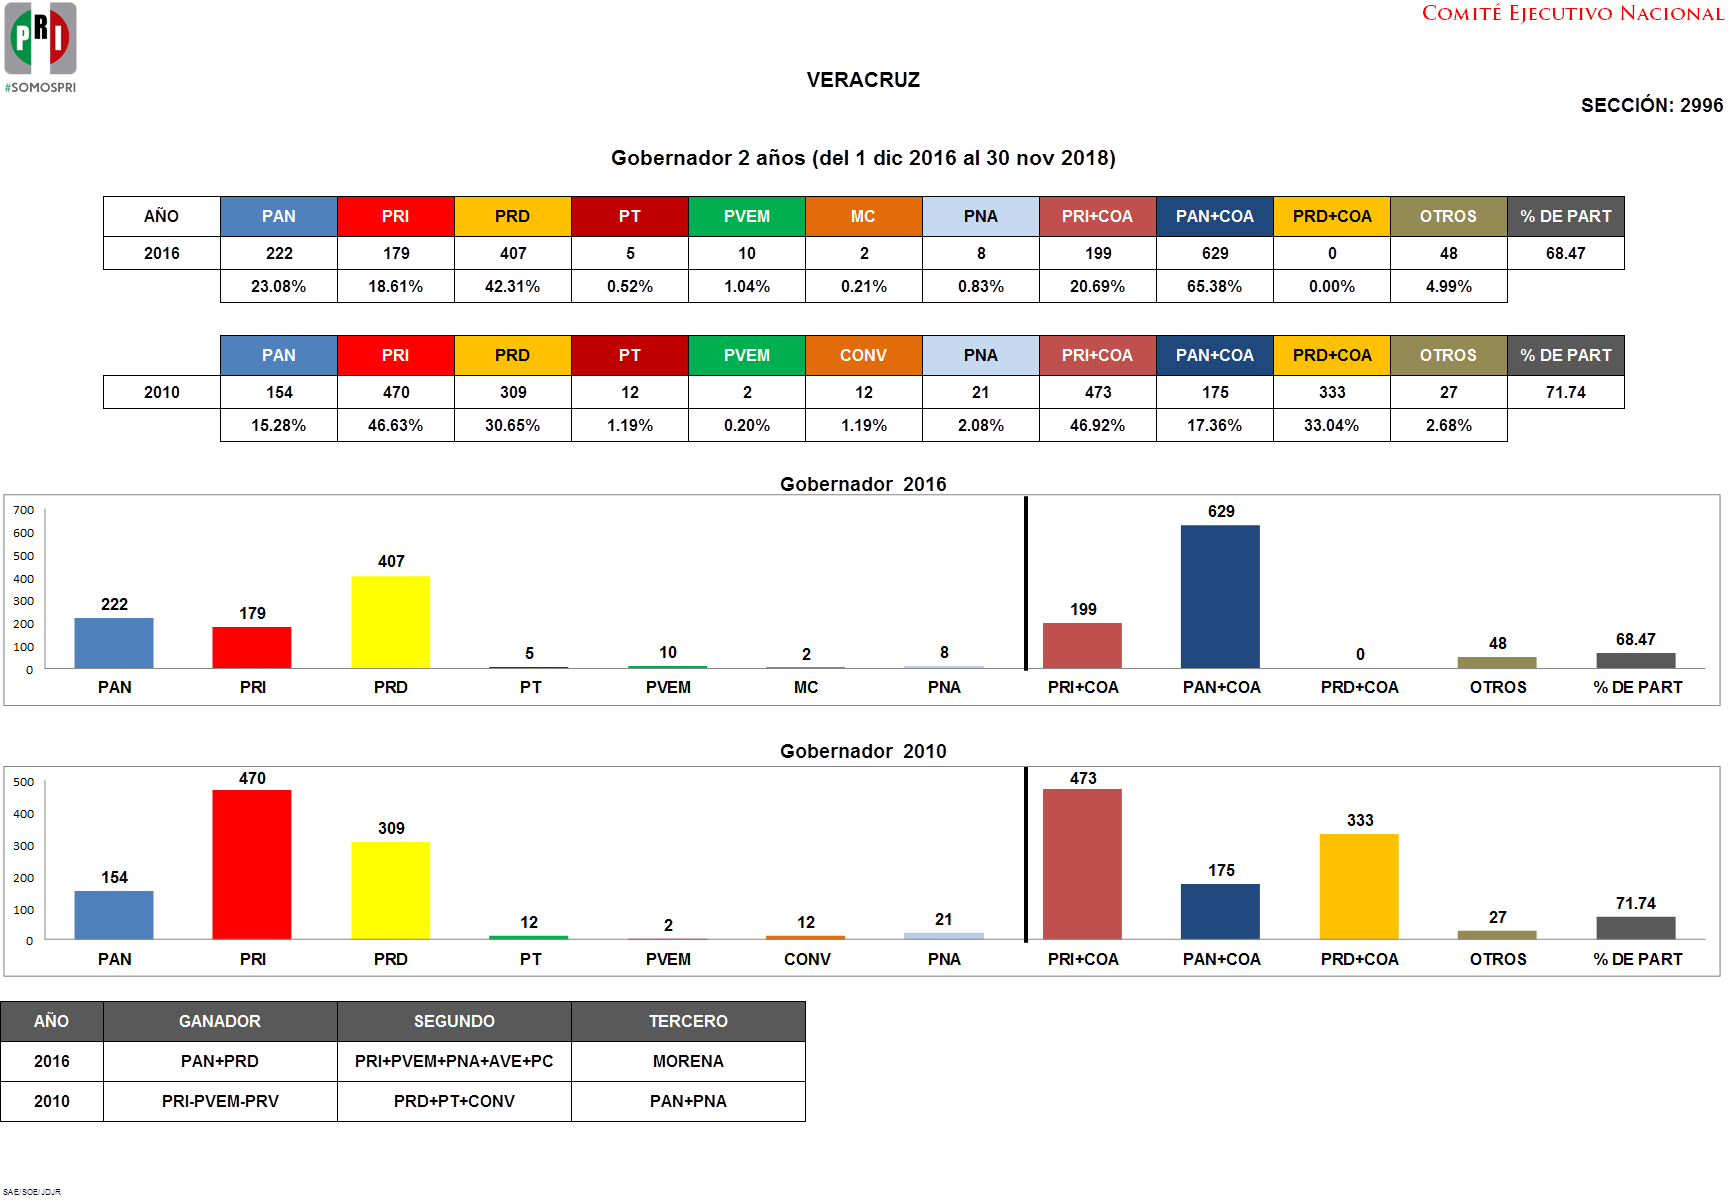 PRI
#SOMOSPRI
COMITÉ EJECUTIVO NACIONAL
VERACRUZ
SECCIÓN: 2996
Gobernador 2 años (del 1 dic 2016 al 30 nov 2018)
AÑO PAN PRI PRD PT PVEM MC PNA PRI+COA PAN+COA PRD+COA OTROS % DE PART
2016 222 179 407 5 10 2 8 199 629 0 48 68.47
23.08% 18.61% 42.31% 0.52% 1.04% 0.21% 0.83% 20.69% 65.38% 0.00% 4.99%
PAN PRI PRD PT PVEM CONV PNA PRI+COA PAN+COA PRD+COA OTROS % DE PART
2010 154 470 309 12 2 12 21 473 175 333 27 71.74
15.28% 46.63% 30.65% 1.19% 0.20% 1.19% 2.08% 46.92% 17.36% 33.04% 2.68%
Gobernador 2016
700
600
500
400
300
200
100
0
222 179 407 5 10 2 8 199 629 0 48 68.47
PAN PRI PRD PT PVEM MC PNA PRI+COA PAN+COA PRD+COA OTROS % DE PART
Gobernador 2010
500
400
300
200
100
0
154 470 309 12 2 12 21 473 175 333 27 71.74
PAN PRI PRD PT PVEM CONV PNA PRI+COA PAN+COA PRD+COA OTROS % DE PART
AÑO GANADOR SEGUNDO TERCERO
2016 PAN+PRD PRI+PVEM+PNA+AVE+PC MORENA
2010 PRI-PVEM-PRV PRD+PT+CONV PAN+PNA
SAE/SOE/JDJR